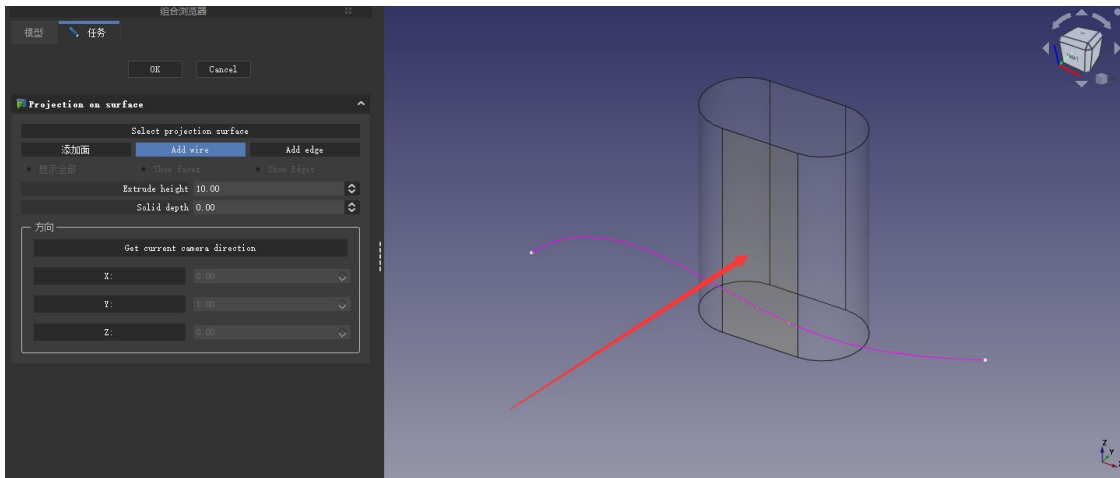 组合浏览器
模型 任务
OK Cancel
Projection on surface
Select projection surface
添加面 Add wire Add edge
显示全部 Show faces Show Edges
Extrude height 10.00
Solid depth 0.00
方向
Get current camera direction
X: 0.00
Y: 1.00
Z: 0.00
Z
Y